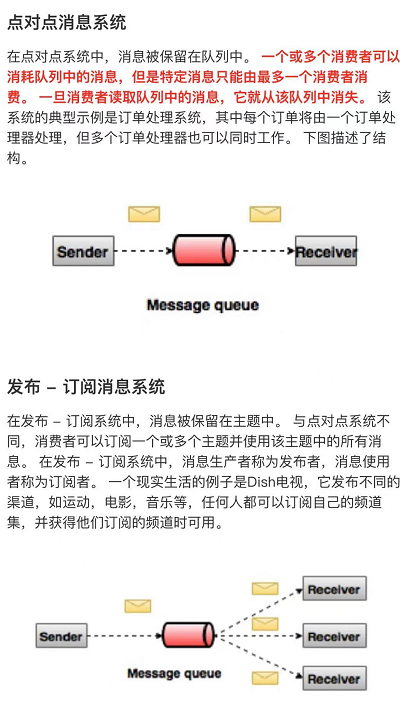 点对点消息系统
在点对点系统中，消息被保留在队列中。 一个或多个消费者可以
消耗队列中的消息，但是特定消息只能由最多一个消费者消
费。 一旦消费者读取队列中的消息，它就从该队列中消失。 该
系统的典型示例是订单处理系统，其中每个订单将由一个订单处
理器处理，但多个订单处理器也可以同时工作。 下图描述了结
构。
Sender
Receiver
Message queue
发布 – 订阅消息系统
在发布 – 订阅系统中，消息被保留在主题中。 与点对点系统不
同，消费者可以订阅一个或多个主题并使用该主题中的所有消
息。 在发布 – 订阅系统中，消息生产者称为发布者，消息使用
者称为订阅者。 一个现实生活的例子是Dish电视，它发布不同的
渠道，如运动，电影，音乐等，任何人都可以订阅自己的频道
集，并获得他们订阅的频道时可用。
Receiver
Sender
Receiver
Message queue
Receiver